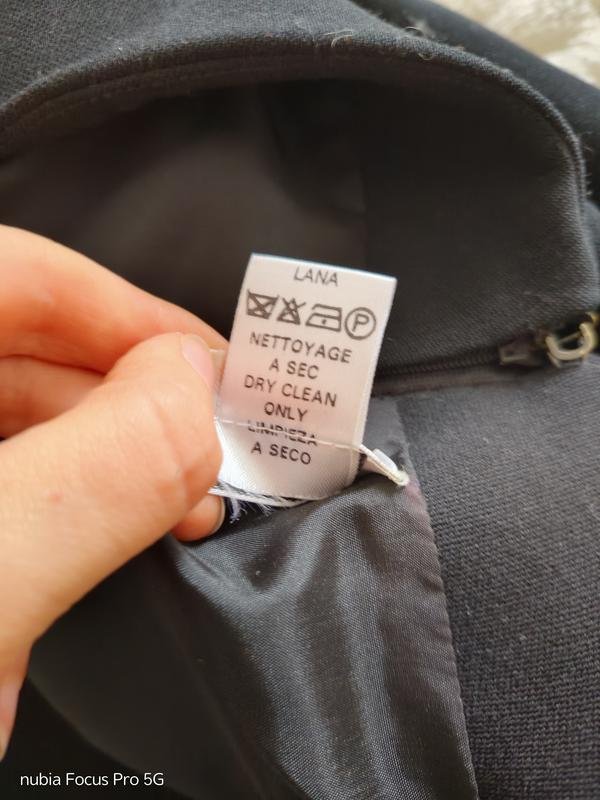 LANA
P
NETTOYAGE
A SEC
DRY CLEAN
ONLY
LIMPIEZA
A SECO
nubia Focus Pro 5G